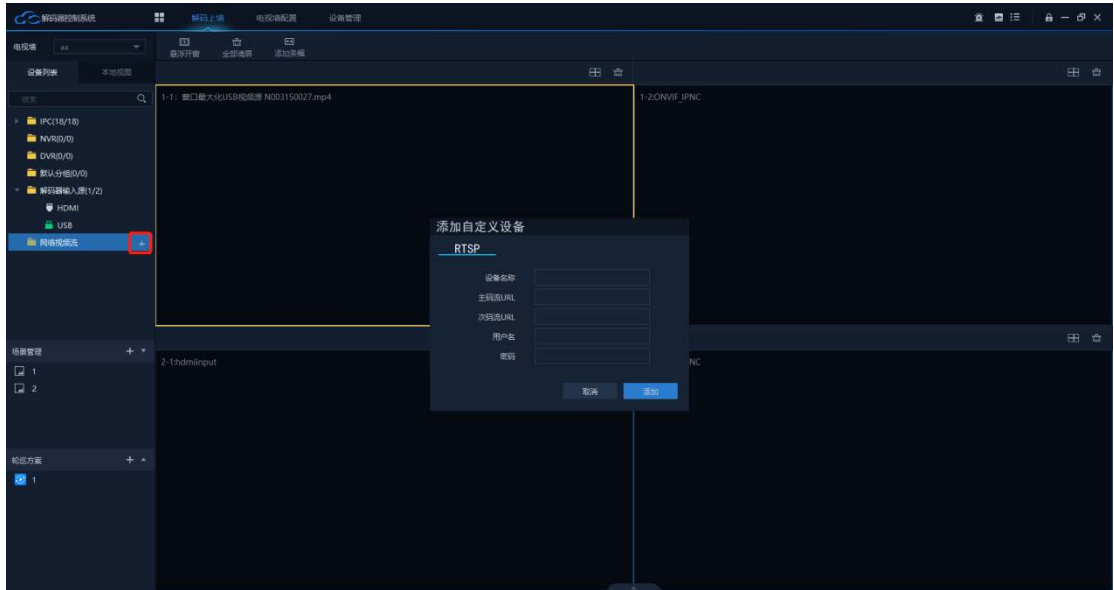 解码器控制系统
解码上墙 电视墙配置 设备管理
电视墙 aa
悬浮开窗 全部清屏 添加条幅
设备列表 本地视图
搜索
IPC(18/18)
NVR(0/0)
DVR(0/0)
默认分组(0/0)
解码器输入源(1/2)
HDMI
USB
网络视频流 +
场景管理 +
1
2
轮巡方案 +
1
1-1: 窗口最大化USB视频源 N003150027.mp4
1-2:ONVIF_IPNC
2-1:hdmiinput
NC
添加自定义设备
RTSP
设备名称
主码流URL
次码流URL
用户名
密码
取消 添加